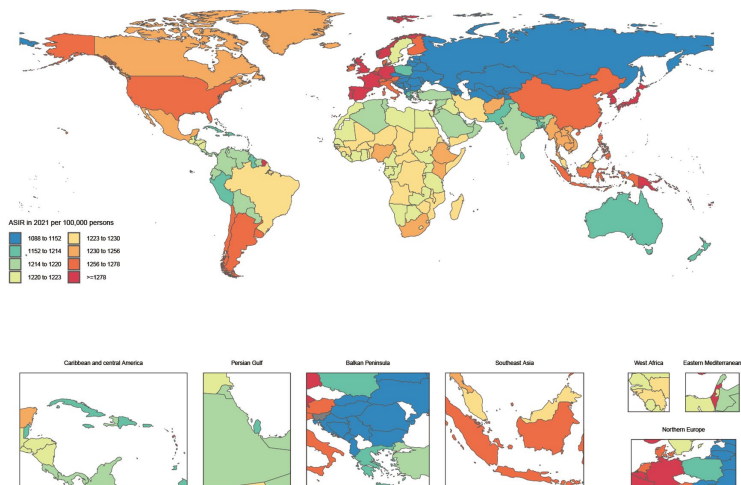 ASIR in 2021 per 100,000 persons
1088 to 1152
1223 to 1230
1152 to 1214
1230 to 1256
1214 to 1220
1256 to 1278
1220 to 1223
>=1278
Caribbean and central America
Persian Gulf
Balkan Peninsula
Southeast Asia
West Africa
Eastern Mediterranean
Northern Europe